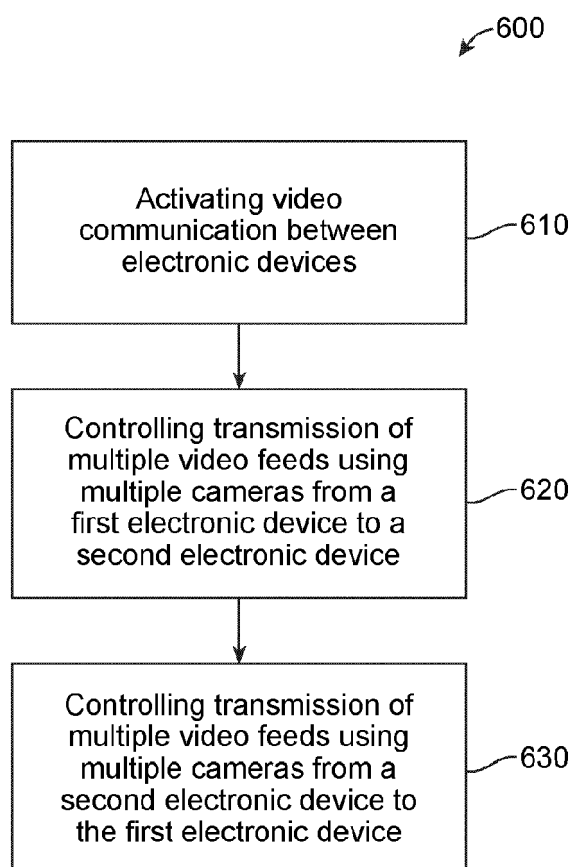 600
Activating video
communication between
electronic devices
610
Controlling transmission of
multiple video feeds using
multiple cameras from a
first electronic device to a
second electronic device
620
Controlling transmission of
multiple video feeds using
multiple cameras from a
second electronic device to
the first electronic device
630